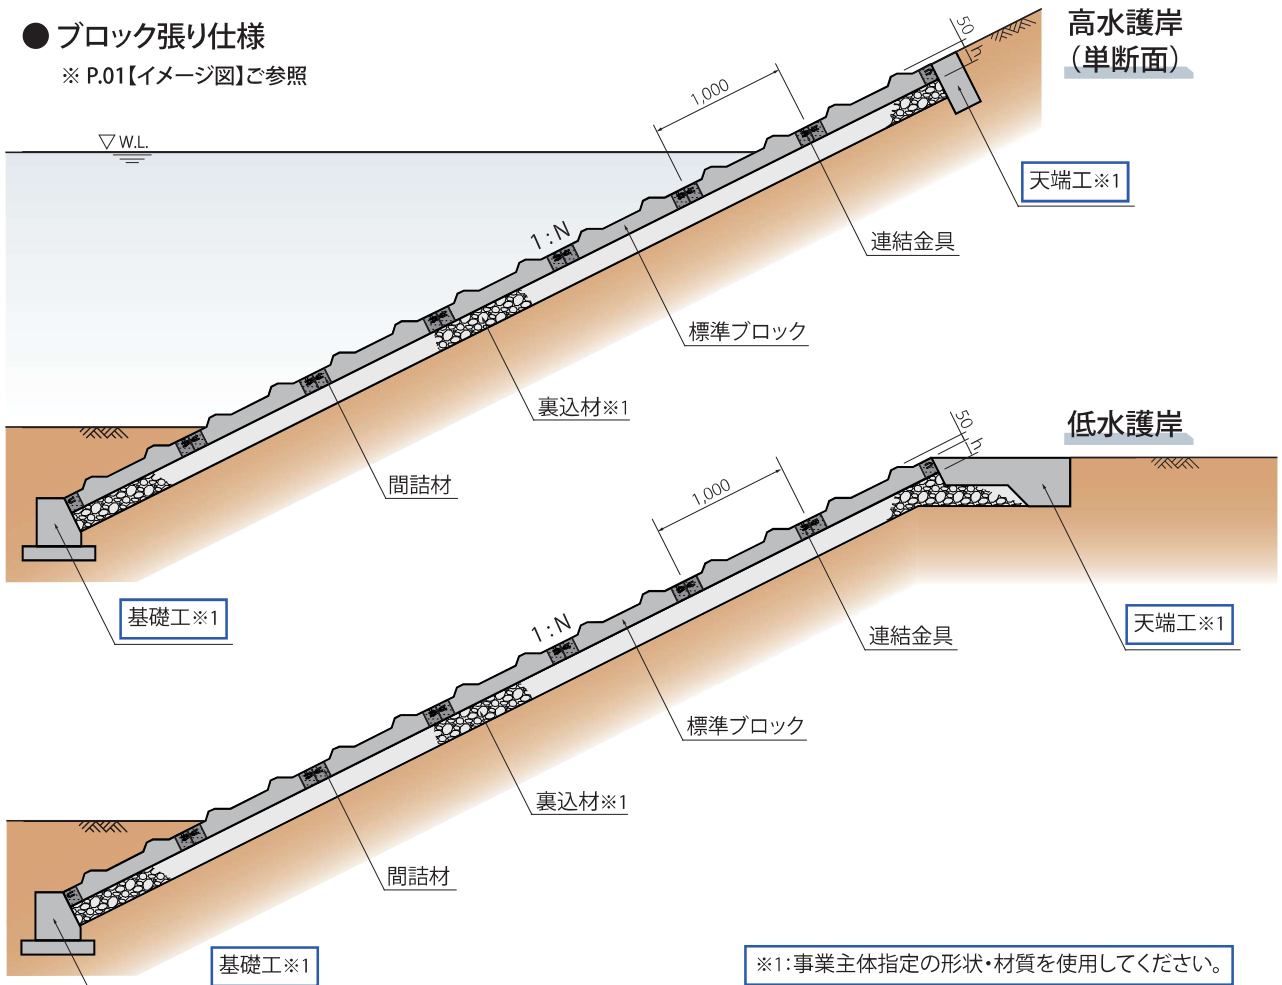 ● ブロック張り仕様
※ P.01【イメージ図】ご参照
高水護岸
（単断面）
50
h
1,000
▽ W.L.
天端工※1
連結金具
1 : N
標準ブロック
裏込材※1
間詰材
基礎工※1
低水護岸
50
h
1,000
天端工※1
連結金具
1 : N
標準ブロック
裏込材※1
間詰材
基礎工※1
※1：事業主体指定の形状・材質を使用してください。